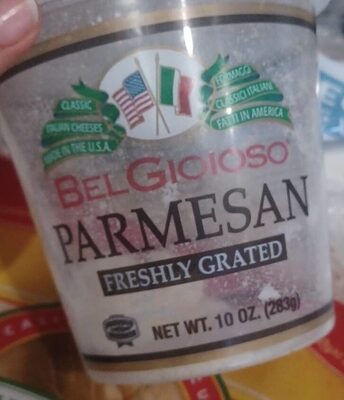 CLASSIC
ITALIAN CHEESES
MADE IN THE U.S.A.
FORMAGGI
CLASSICI ITALIANI
FATTI IN AMERICA
BELGIOIOSO
PARMESAN
FRESHLY GRATED
NET WT. 10 OZ. (283g)